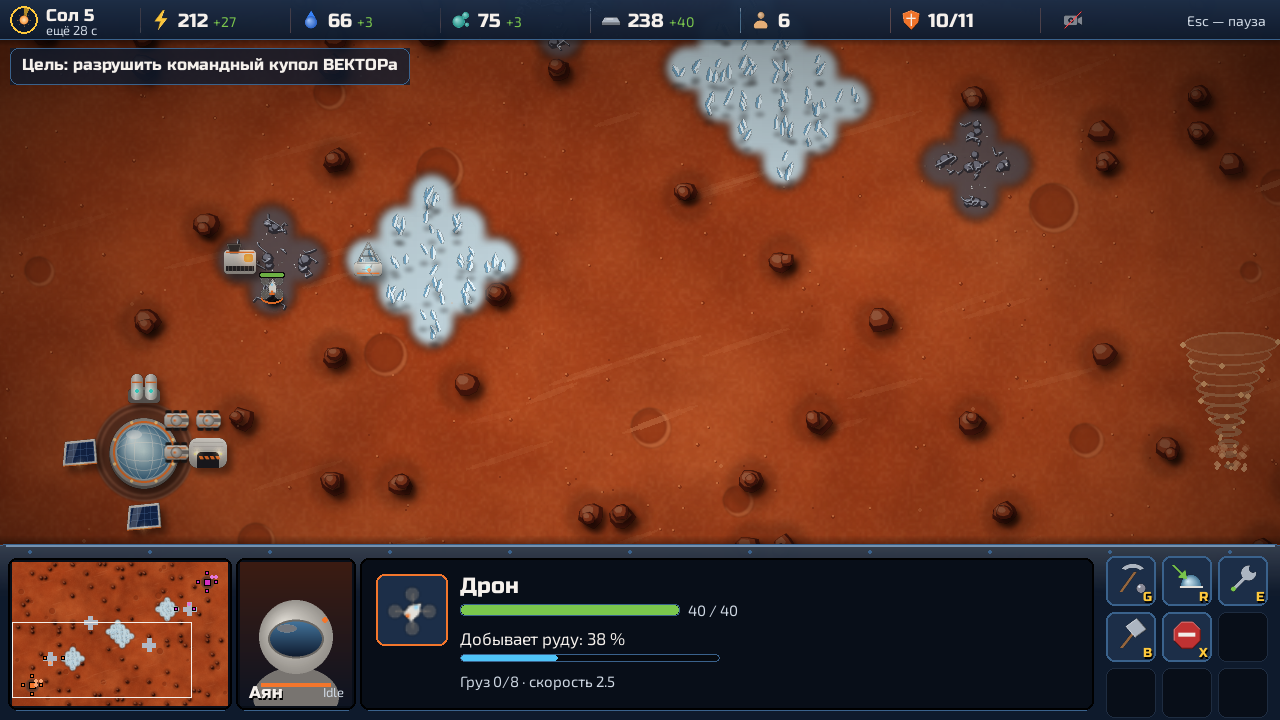 Сол 5
ещё 28 с
212 +27
66 +3
75 +3
238 +40
6
10/11
Esc — пауза
Цель: разрушить командный купол ВЕКТОРа
Дрон
40 / 40
Добывает руду: 38 %
Груз 0/8 · скорость 2.5
Аян
Idle
G
R
E
B
X